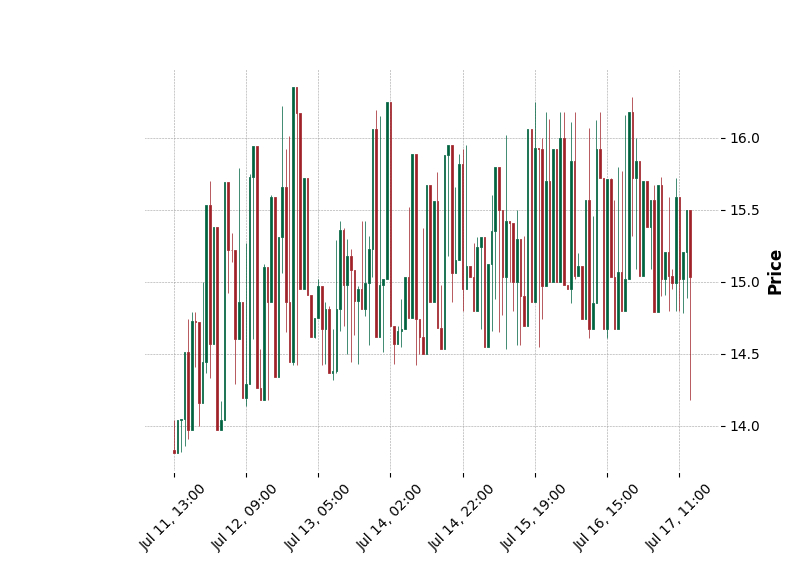 16.0
15.5
15.0
14.5
14.0
Price
Jul 11, 13:00
Jul 12, 09:00
Jul 13, 05:00
Jul 14, 02:00
Jul 14, 22:00
Jul 15, 19:00
Jul 16, 15:00
Jul 17, 11:00